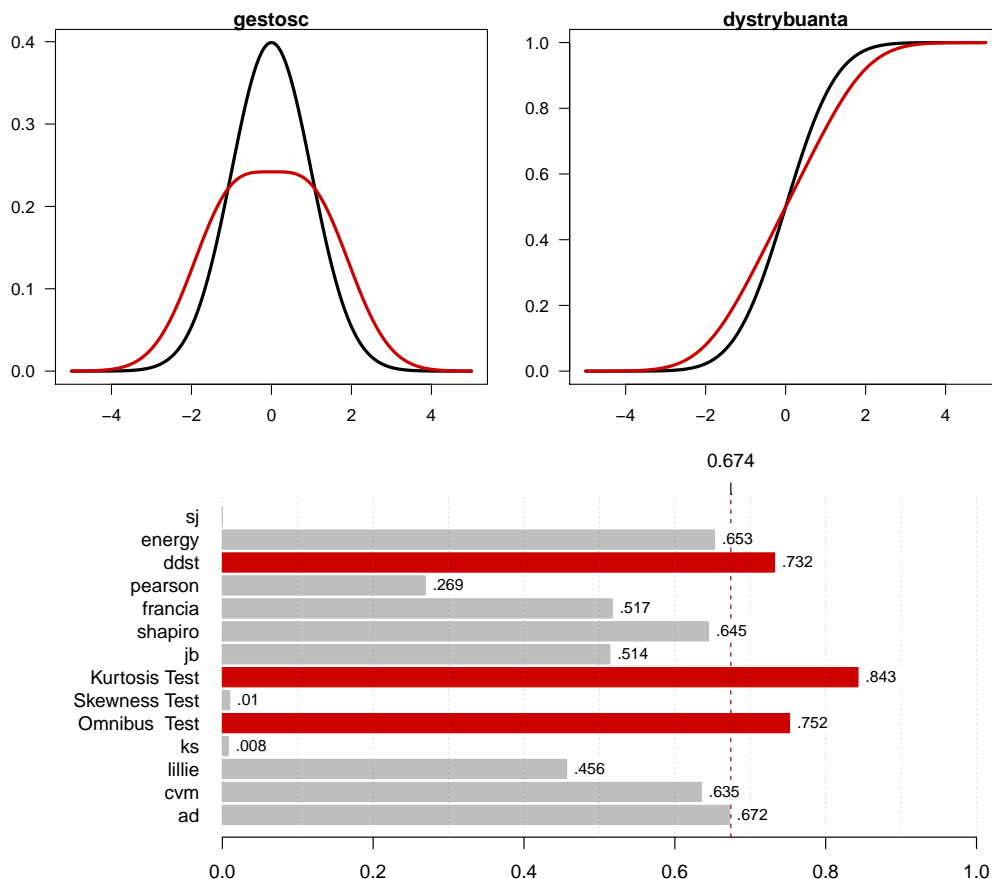 gestosc
0.4
0.3
0.2
0.1
0.0
−4 −2 0 2 4
dystrybuanta
1.0
0.8
0.6
0.4
0.2
0.0
−4 −2 0 2 4
0.674
sj
energy .653
ddst .732
pearson .269
francia .517
shapiro .645
jb .514
Kurtosis Test .843
Skewness Test .01
Omnibus Test .752
ks .008
lillie .456
cvm .635
ad .672
0.0 0.2 0.4 0.6 0.8 1.0